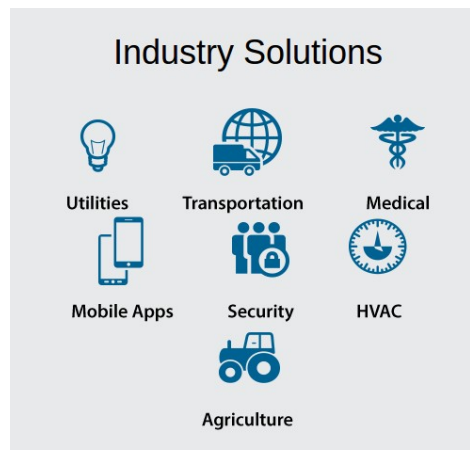 Industry Solutions
Utilities Transportation Medical
Mobile Apps Security HVAC
Agriculture